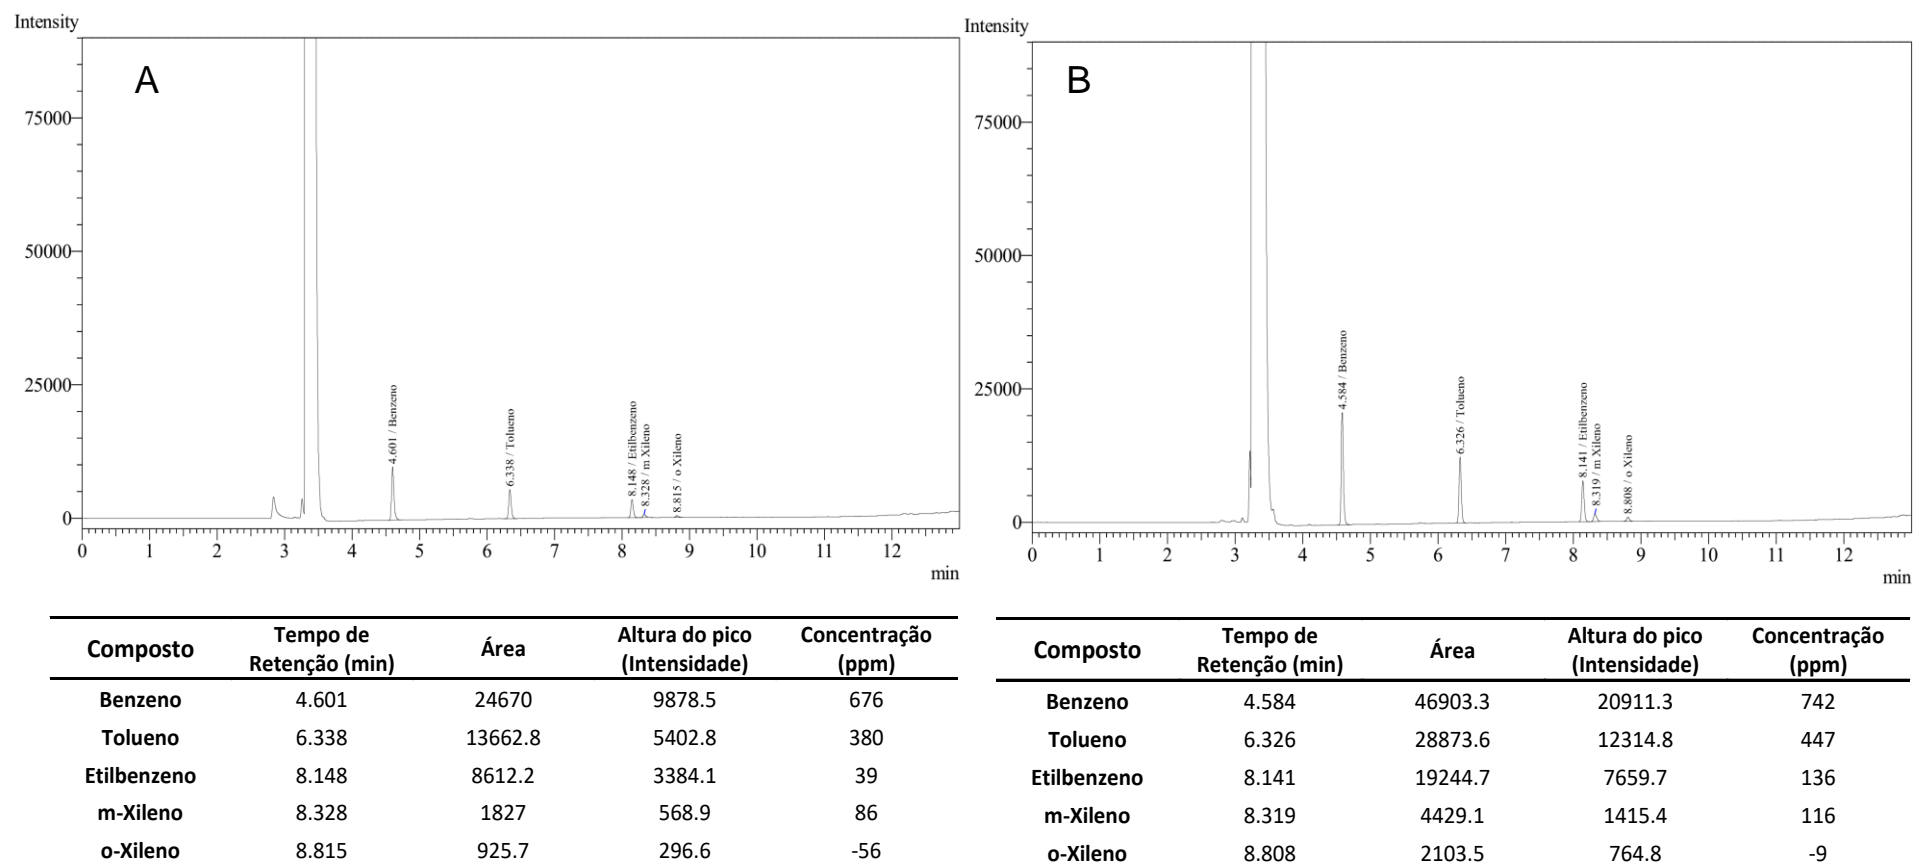 Intensity
A
75000
50000
25000
0
4.601 / Benzeno
6.338 / Tolueno
8.148 / Etilbenzeno
8.328 / m Xileno
8.815 / o Xileno
0 1 2 3 4 5 6 7 8 9 10 11 12
min
Composto Tempo de Retenção (min) Área Altura do pico (Intensidade) Concentração (ppm)
Benzeno 4.601 24670 9878.5 676
Tolueno 6.338 13662.8 5402.8 380
Etilbenzeno 8.148 8612.2 3384.1 39
m-Xileno 8.328 1827 568.9 86
o-Xileno 8.815 925.7 296.6 -56
Intensity
B
75000
50000
25000
0
4.584 / Benzeno
6.326 / Tolueno
8.141 / Etilbenzeno
8.319 / m Xileno
8.808 / o Xileno
0 1 2 3 4 5 6 7 8 9 10 11 12
min
Composto Tempo de Retenção (min) Área Altura do pico (Intensidade) Concentração (ppm)
Benzeno 4.584 46903.3 20911.3 742
Tolueno 6.326 28873.6 12314.8 447
Etilbenzeno 8.141 19244.7 7659.7 136
m-Xileno 8.319 4429.1 1415.4 116
o-Xileno 8.808 2103.5 764.8 -9